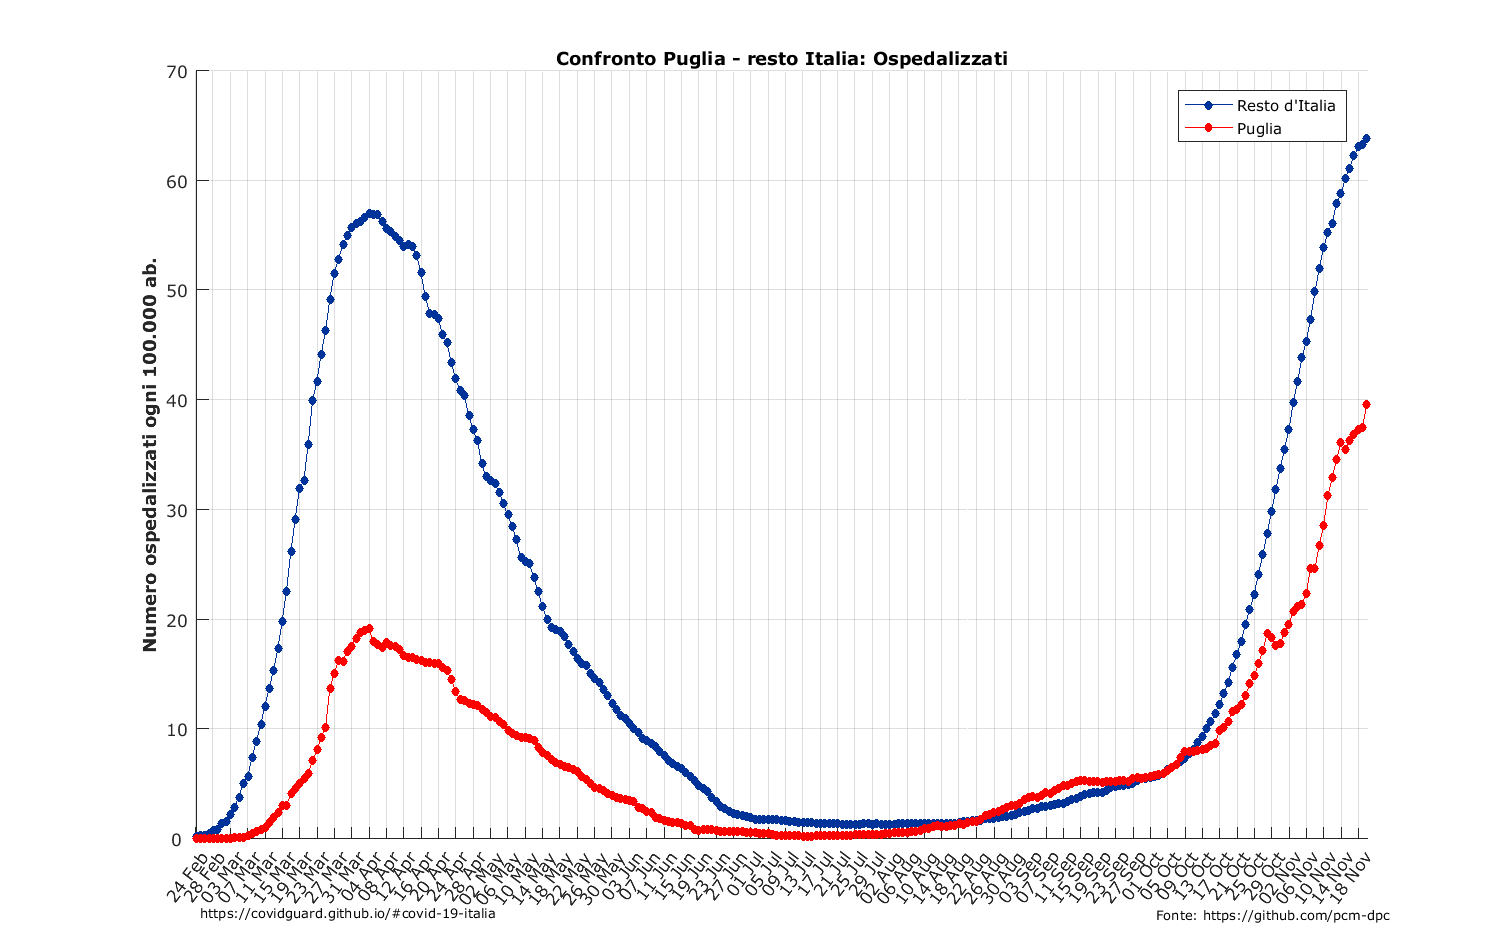 Confronto Puglia - resto Italia: Ospedalizzati
Resto d'Italia
Puglia
Numero ospedalizzati ogni 100.000 ab.
70
60
50
40
30
20
10
0
24 Feb
28 Feb
03 Mar
07 Mar
11 Mar
15 Mar
19 Mar
23 Mar
27 Mar
31 Mar
04 Apr
08 Apr
12 Apr
16 Apr
20 Apr
24 Apr
28 Apr
02 May
06 May
10 May
14 May
18 May
22 May
26 May
30 May
03 Jun
07 Jun
11 Jun
15 Jun
19 Jun
23 Jun
27 Jun
01 Jul
05 Jul
09 Jul
13 Jul
17 Jul
21 Jul
25 Jul
29 Jul
02 Aug
06 Aug
10 Aug
14 Aug
18 Aug
22 Aug
26 Aug
30 Aug
03 Sep
07 Sep
11 Sep
15 Sep
19 Sep
23 Sep
27 Sep
01 Oct
05 Oct
09 Oct
13 Oct
17 Oct
21 Oct
25 Oct
29 Oct
02 Nov
06 Nov
10 Nov
14 Nov
18 Nov
https://covidguard.github.io/#covid-19-italia
Fonte: https://github.com/pcm-dpc